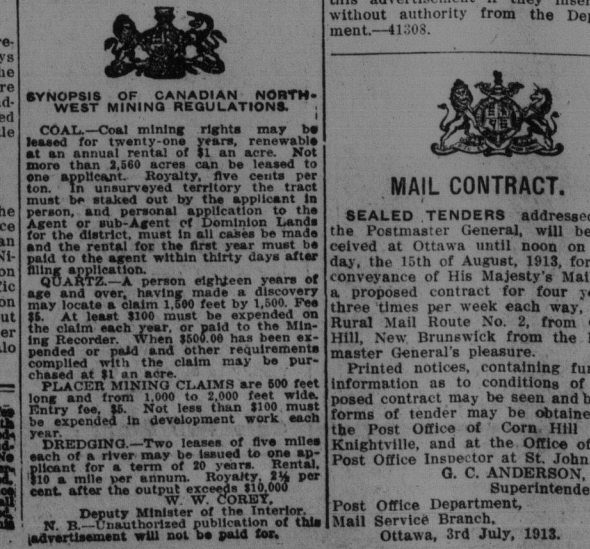 without authority from the
ment.—41308.
SYNOPSIS OF CANADIAN NORTH-
WEST MINING REGULATIONS.
COAL.—Coal mining rights may be
leased for twenty-one years, renewable
at an annual rental of $1 an acre. Not
more than 2,560 acres can be leased to
one applicant. Royalty, five cents per
ton. In unsurveyed territory the tract
must be staked out by the applicant in
person, and personal application to the
Agent or sub-Agent of Dominion Lands
for the district, must in all cases be made
and the rental for the first year must be
paid to the agent within thirty days after
filing application.
QUARTZ.—A person eighteen years of
age and over, having made a discovery
may locate a claim 1,500 feet by 1,500. Fee
$5. At least $100 must be expended on
the claim each year, or paid to the Min-
ing Recorder. When $500.00 has been ex-
pended or paid and other requirements
complied with the claim may be pur-
chased at $1 an acre.
PLACER MINING CLAIMS are 500 feet
long and from 1,000 to 2,000 feet wide.
Entry fee, $5. Not less than $100 must
be expended in development work each
year.
DREDGING.—Two leases of five miles
each of a river may be issued to one ap-
plicant for a term of 20 years. Rental,
$10 a mile per annum. Royalty, 2½ per
cent. after the output exceeds $10,000
W. W. COREY,
Deputy Minister of the Interior.
N. B.—Unauthorized publication of this
advertisement will not be paid for.
MAIL CONTRACT.
SEALED TENDERS addressed
the Postmaster General, will be
ceived at Ottawa until noon on
day, the 15th of August, 1913, for
conveyance of His Majesty's Mai
a proposed contract for four y
three times per week each way,
Rural Mail Route No. 2, from
Hill, New Brunswick from the
master General's pleasure.
Printed notices, containing fur
information as to conditions of
posed contract may be seen and b
forms of tender may be obtaine
the Post Office of Corn Hill
Knightville, and at the Office of
Post Office Inspector at St. John
G. C. ANDERSON,
Superintende
Post Office Department,
Mail Service Branch,
Ottawa, 3rd July, 1913.